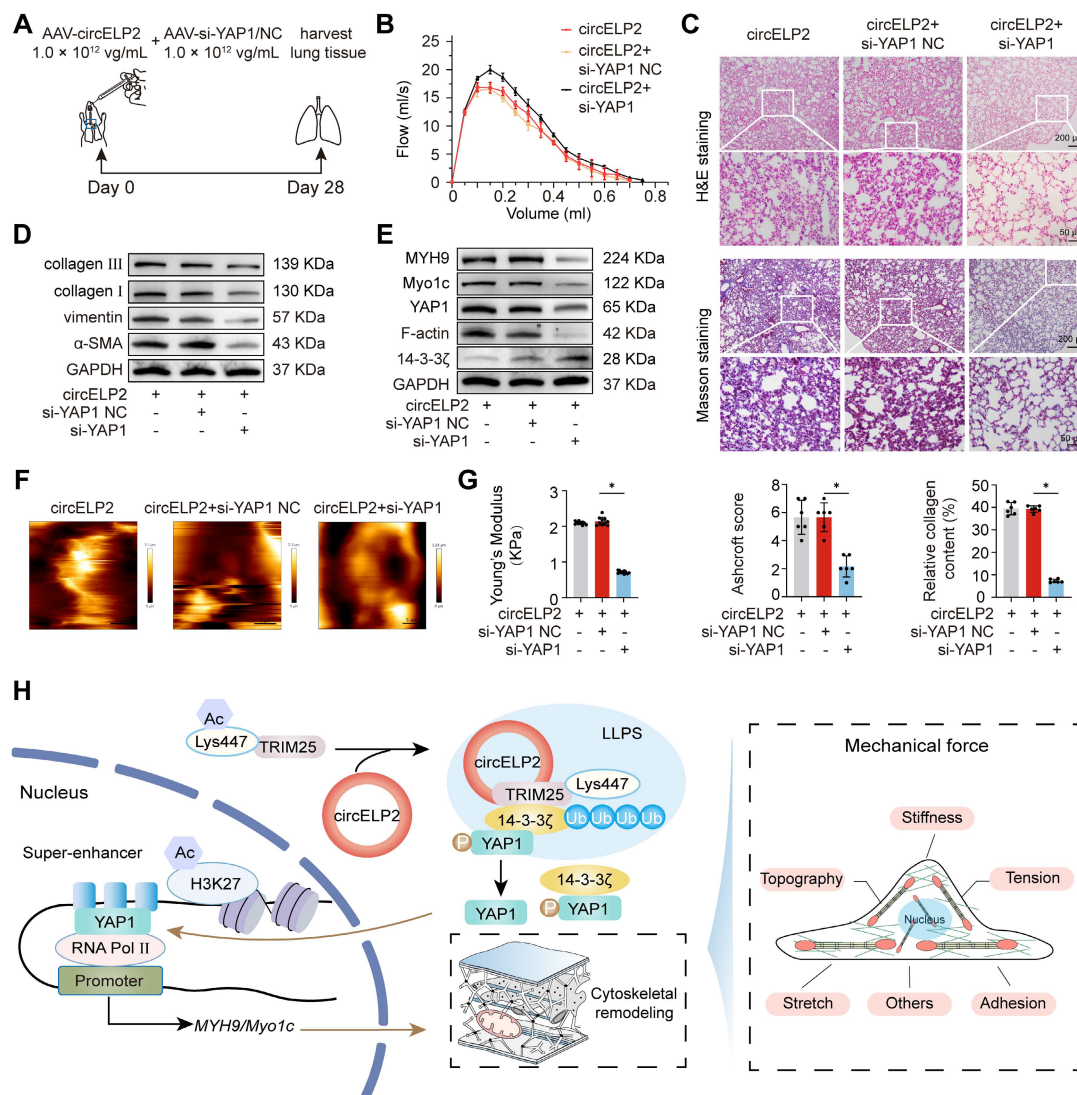 A
AAV-circELP2 + AAV-si-YAP1/NC harvest
1.0 × 10¹² vg/mL 1.0 × 10¹² vg/mL lung tissue
Day 0
Day 28
B
Flow (ml/s)
25
20
15
10
5
0
0 0.2 0.4 0.6 0.8
Volume (ml)
circELP2
circELP2+
si-YAP1 NC
circELP2+
si-YAP1
C
circELP2
circELP2+
si-YAP1 NC
circELP2+
si-YAP1
H&E staining
200 μ
50 μ
Masson staining
200
50 μ
D
collagen III 139 KDa
collagen I 130 KDa
vimentin 57 KDa
α-SMA 43 KDa
GAPDH 37 KDa
circELP2 + + +
si-YAP1 NC - + -
si-YAP1 - - +
E
MYH9 224 KDa
Myo1c 122 KDa
YAP1 65 KDa
F-actin 42 KDa
14-3-3ζ 28 KDa
GAPDH 37 KDa
circELP2 + + +
si-YAP1 NC - + -
si-YAP1 - - +
F
circELP2
circELP2+si-YAP1 NC
circELP2+si-YAP1
G
Young's Modulus
(KPa)
3
2
1
0
*
circELP2 + + +
si-YAP1 NC - + -
si-YAP1 - - +
Ashcroft score
8
6
4
2
0
*
circELP2 + + +
si-YAP1 NC - + -
si-YAP1 - - +
Relative collagen
content (%)
50
40
30
20
10
0
*
circELP2 + + +
si-YAP1 NC - + -
si-YAP1 - - +
H
Ac
Lys447
TRIM25
circELP2
Nucleus
Super-enhancer
Ac
H3K27
YAP1
RNA Pol II
Promoter
MYH9/Myo1c
LLPS
circELP2
TRIM25
Lys447
14-3-3ζ
Ub Ub Ub Ub
P
YAP1
14-3-3ζ
YAP1
P
YAP1
Cytoskeletal
remodeling
Mechanical force
Stiffness
Topography
Tension
Nucleus
Stretch
Others
Adhesion